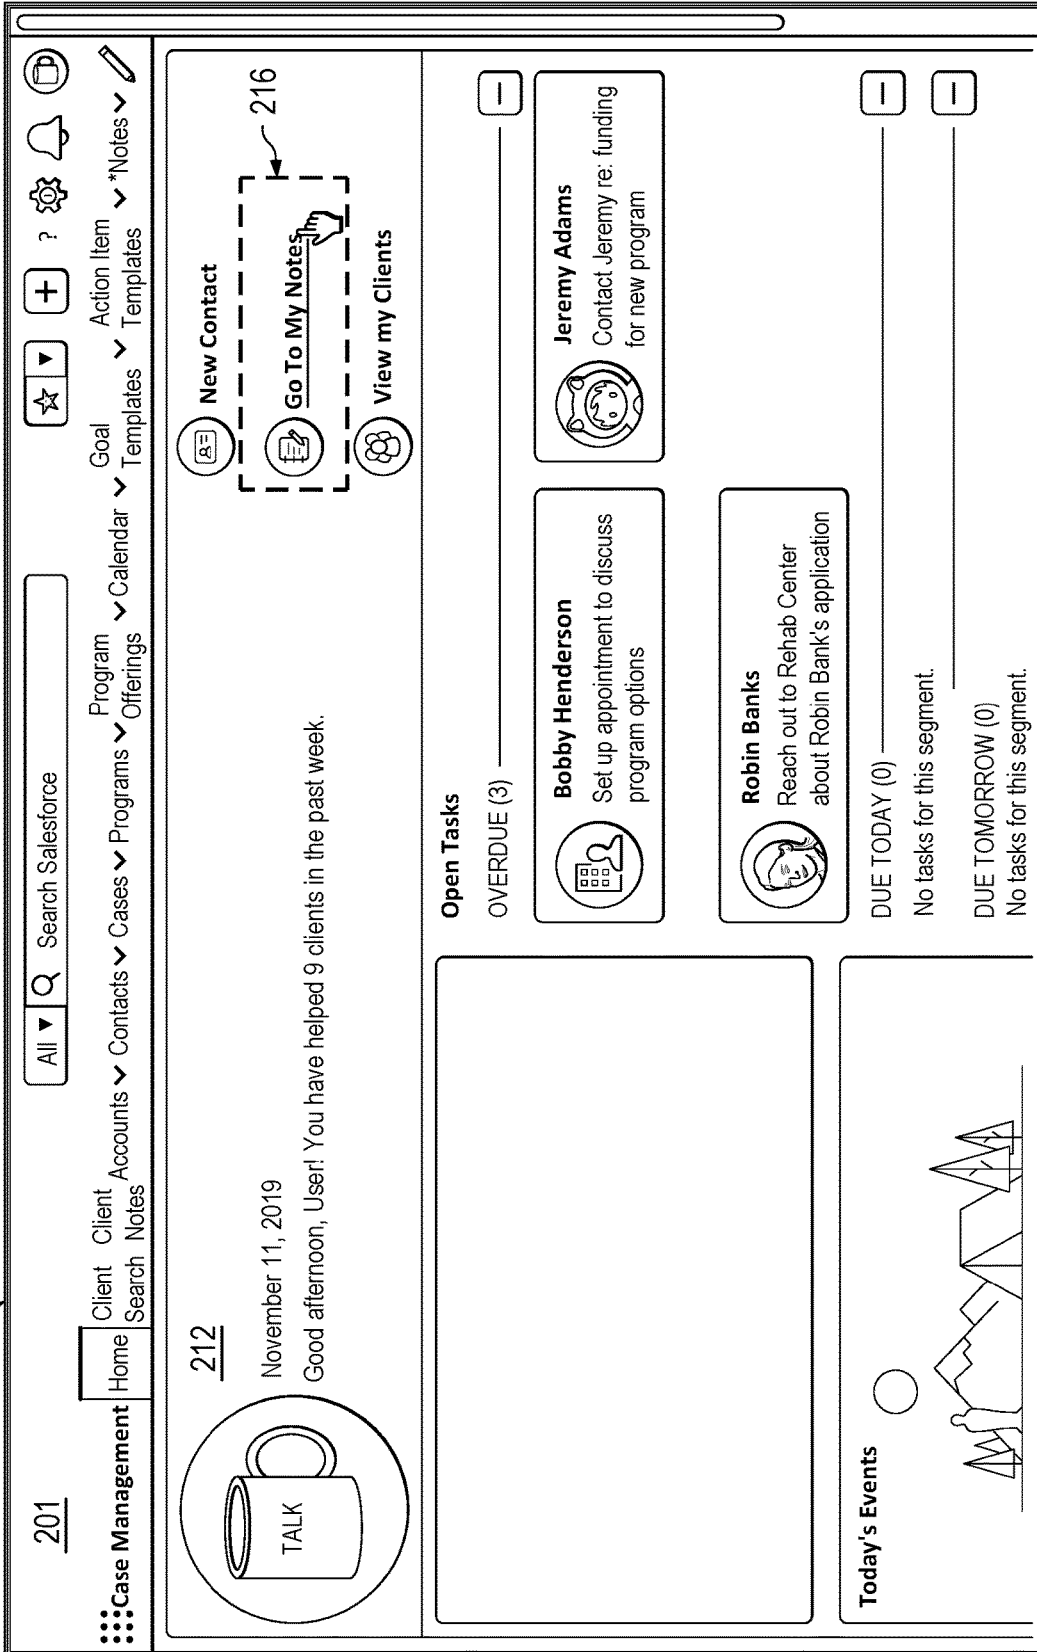 201
All ▼ Search Salesforce
?
Case Management
Home
Client Search
Client Notes
Accounts
Contacts
Cases
Programs
Program Offerings
Calendar
Goal Templates
Action Item Templates
*Notes
212
TALK
November 11, 2019
Good afternoon, User! You have helped 9 clients in the past week.
New Contact
Go To My Notes
View my Clients
216
Open Tasks
OVERDUE (3)
Bobby Henderson
Set up appointment to discuss
program options
Jeremy Adams
Contact Jeremy re: funding
for new program
Robin Banks
Reach out to Rehab Center
about Robin Bank's application
DUE TODAY (0)
No tasks for this segment.
DUE TOMORROW (0)
No tasks for this segment.
Today's Events